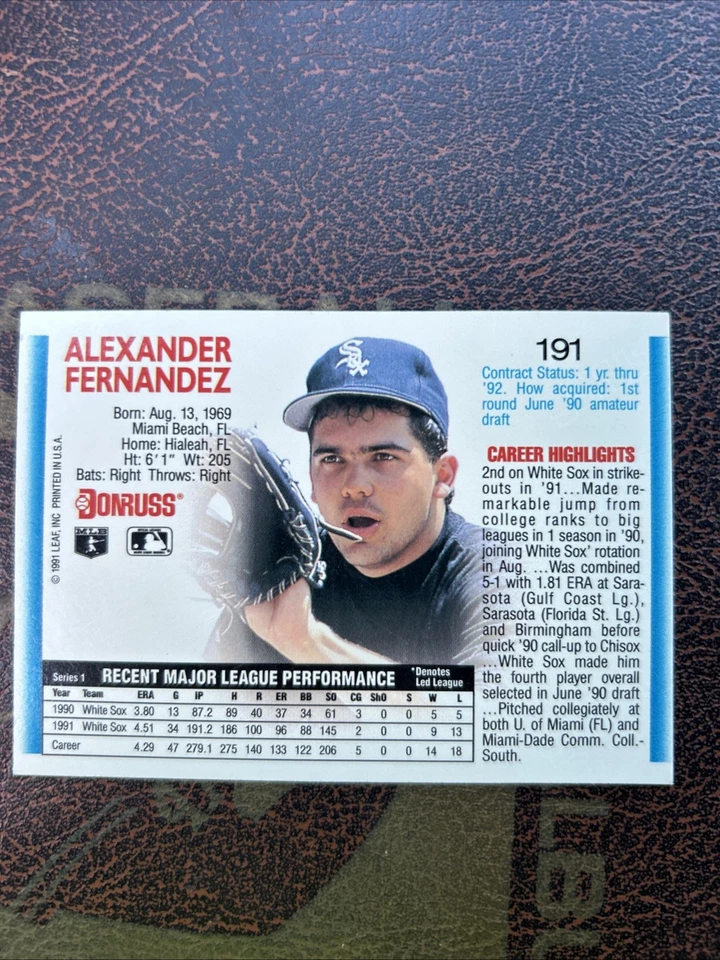 BASEBALL
ALEXANDER
FERNANDEZ
Born: Aug. 13, 1969
Miami Beach, FL
Home: Hialeah, FL
Ht: 6'1" Wt: 205
Bats: Right Throws: Right
DONRUSS®
MLB
© 1991 LEAF, INC PRINTED IN U.S.A.
Sox
191
Contract Status: 1 yr. thru
'92. How acquired: 1st
round June '90 amateur
draft
CAREER HIGHLIGHTS
2nd on White Sox in strike-
outs in '91...Made re-
markable jump from
college ranks to big
leagues in 1 season in '90,
joining White Sox' rotation
in Aug. ...Was combined
5-1 with 1.81 ERA at Sara-
sota (Gulf Coast Lg.),
Sarasota (Florida St. Lg.)
and Birmingham before
quick '90 call-up to Chisox
...White Sox made him
the fourth player overall
selected in June '90 draft
...Pitched collegiately at
both U. of Miami (FL) and
Miami-Dade Comm. Coll.-
South.
Series 1 RECENT MAJOR LEAGUE PERFORMANCE *Denotes
Led League
Year Team ERA G IP H R ER BB SO CG ShO S W L
1990 White Sox 3.80 13 87.2 89 40 37 34 61 3 0 0 5 5
1991 White Sox 4.51 34 191.2 186 100 96 88 145 2 0 0 9 13
Career 4.29 47 279.1 275 140 133 122 206 5 0 0 14 18